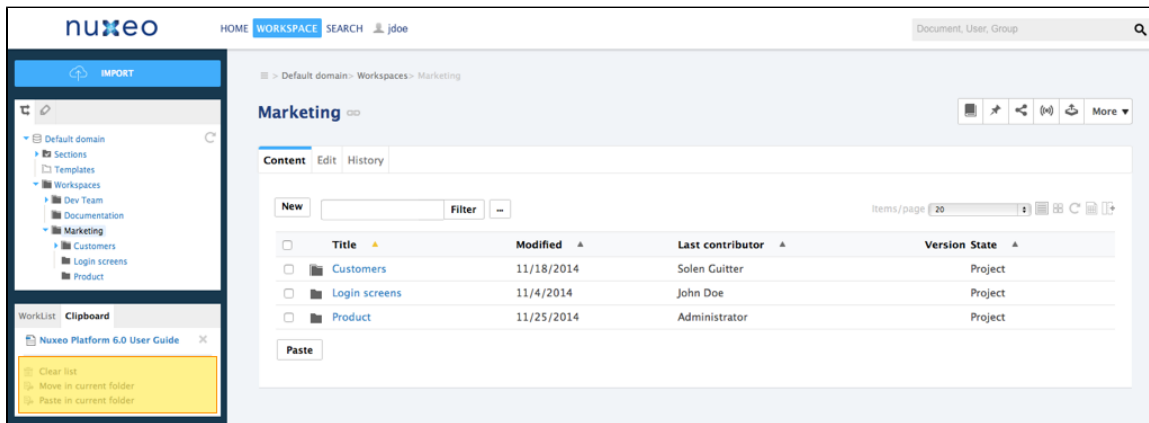 nuxeo
HOME WORKSPACE SEARCH jdoe
Document, User, Group
IMPORT
> Default domain> Workspaces> Marketing
Marketing
More ▼
Default domain
Sections
Templates
Workspaces
Dev Team
Documentation
Marketing
Customers
Login screens
Product
Content Edit History
New Filter ...
Items/page 20
Title Modified Last contributor Version State
Customers 11/18/2014 Solen Guitter Project
Login screens 11/4/2014 John Doe Project
Product 11/25/2014 Administrator Project
Paste
WorkList Clipboard
Nuxeo Platform 6.0 User Guide
Clear list
Move in current folder
Paste in current folder